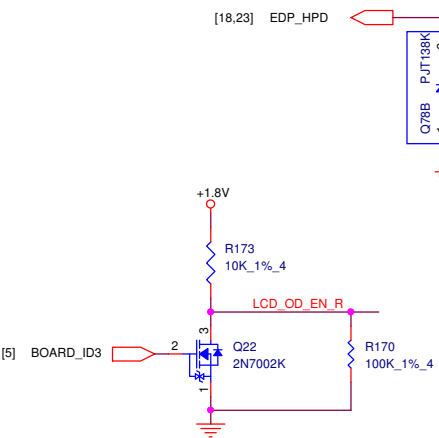 [18,23] EDP_HPD
PJT138K
Q78B
+1.8V
R173
10K_1%_4
LCD_OD_EN_R
3
[5] BOARD_ID3
2
Q22
2N7002K
R170
100K_1%_4
1